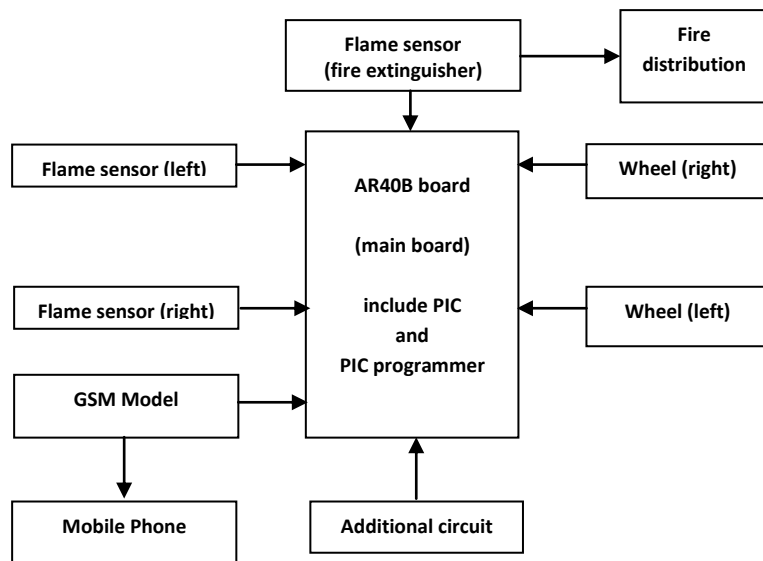 Flame sensor
(fire extinguisher)
Fire
distribution
Flame sensor (left)
AR40B board
(main board)
include PIC
and
PIC programmer
Wheel (right)
Flame sensor (right)
Wheel (left)
GSM Model
Mobile Phone
Additional circuit